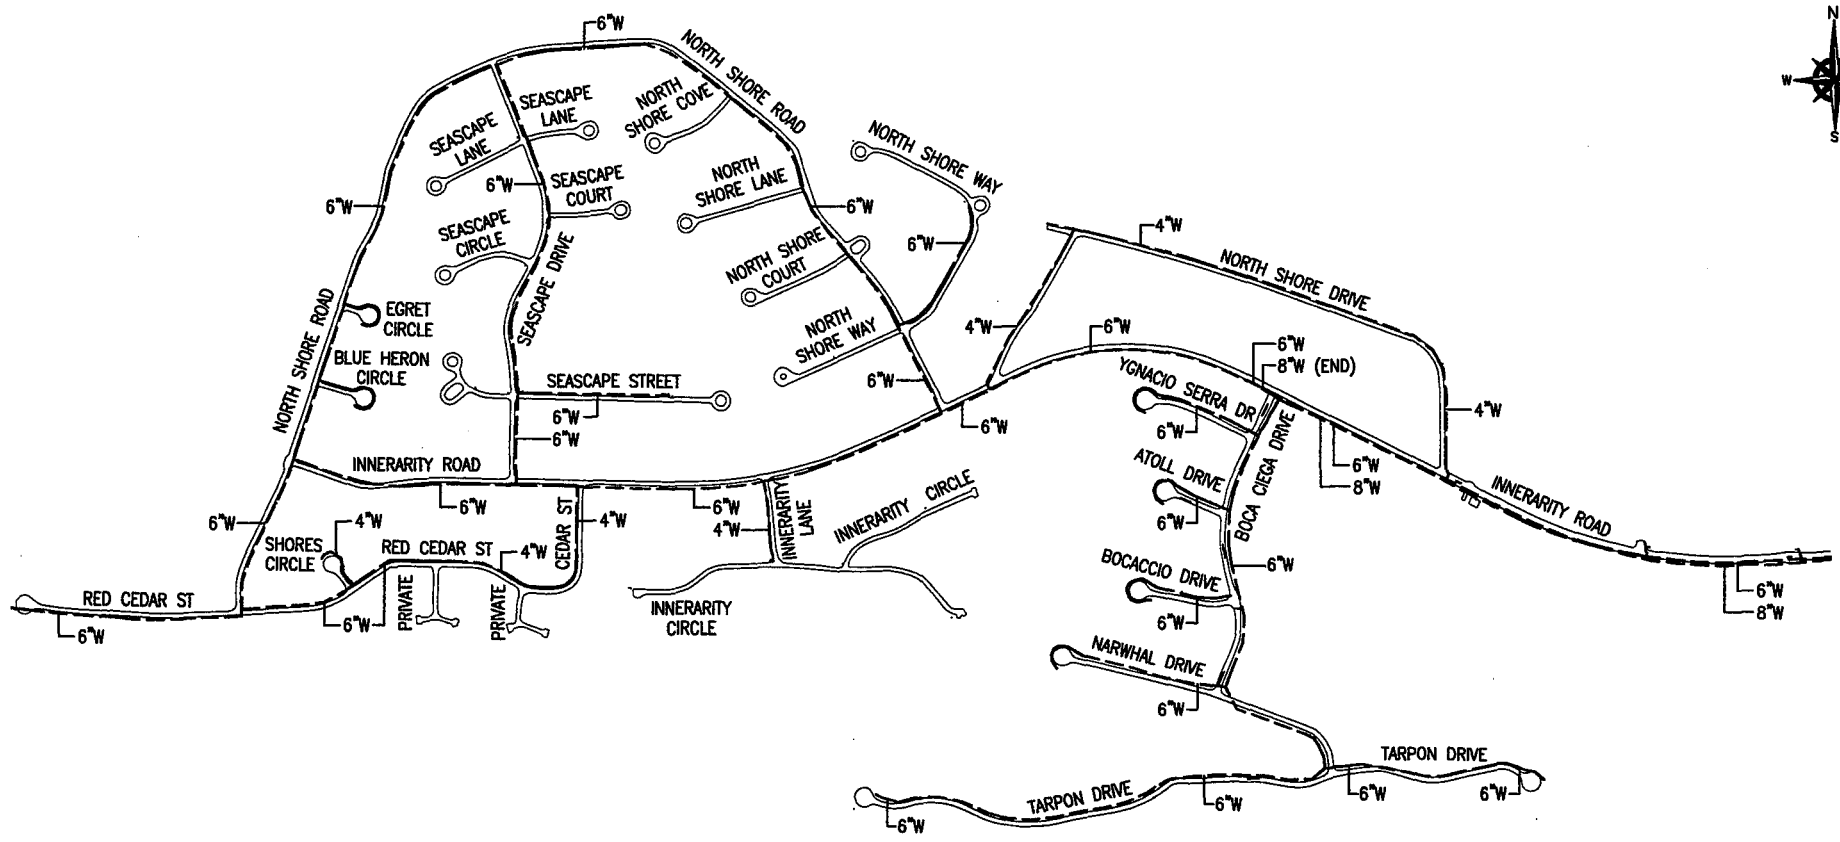 N
W
S
6"W
NORTH SHORE ROAD
SEASCAPE
LANE
NORTH
SHORE COVE
SEASCAPE
LANE
NORTH SHORE WAY
6"W
SEASCAPE
COURT
NORTH
SHORE LANE
6"W
6"W
SEASCAPE
CIRCLE
6"W
4"W
NORTH SHORE
COURT
NORTH SHORE DRIVE
SEASCAPE DRIVE
EGRET
CIRCLE
NORTH SHORE ROAD
NORTH
SHORE WAY
4"W
6"W
6"W
8"W (END)
BLUE HERON
CIRCLE
SEASCAPE STREET
6"W
YGNACIO SERRA DR
6"W
4"W
6"W
6"W
6"W
6"W
BOCA CIEGA DRIVE
ATOLL DRIVE
6"W
8"W
INNERARITY ROAD
6"W
6"W
INNERARITY CIRCLE
INNERARITY ROAD
6"W
4"W
CEDAR ST
4"W
4"W
INNERARITY
LANE
6"W
SHORES
CIRCLE
RED CEDAR ST
4"W
BOCACCIO DRIVE
6"W
RED CEDAR ST
6"W
6"W
PRIVATE
PRIVATE
INNERARITY
CIRCLE
6"W
6"W
8"W
NARWHAL DRIVE
6"W
TARPON DRIVE
TARPON DRIVE
6"W
6"W
6"W
6"W